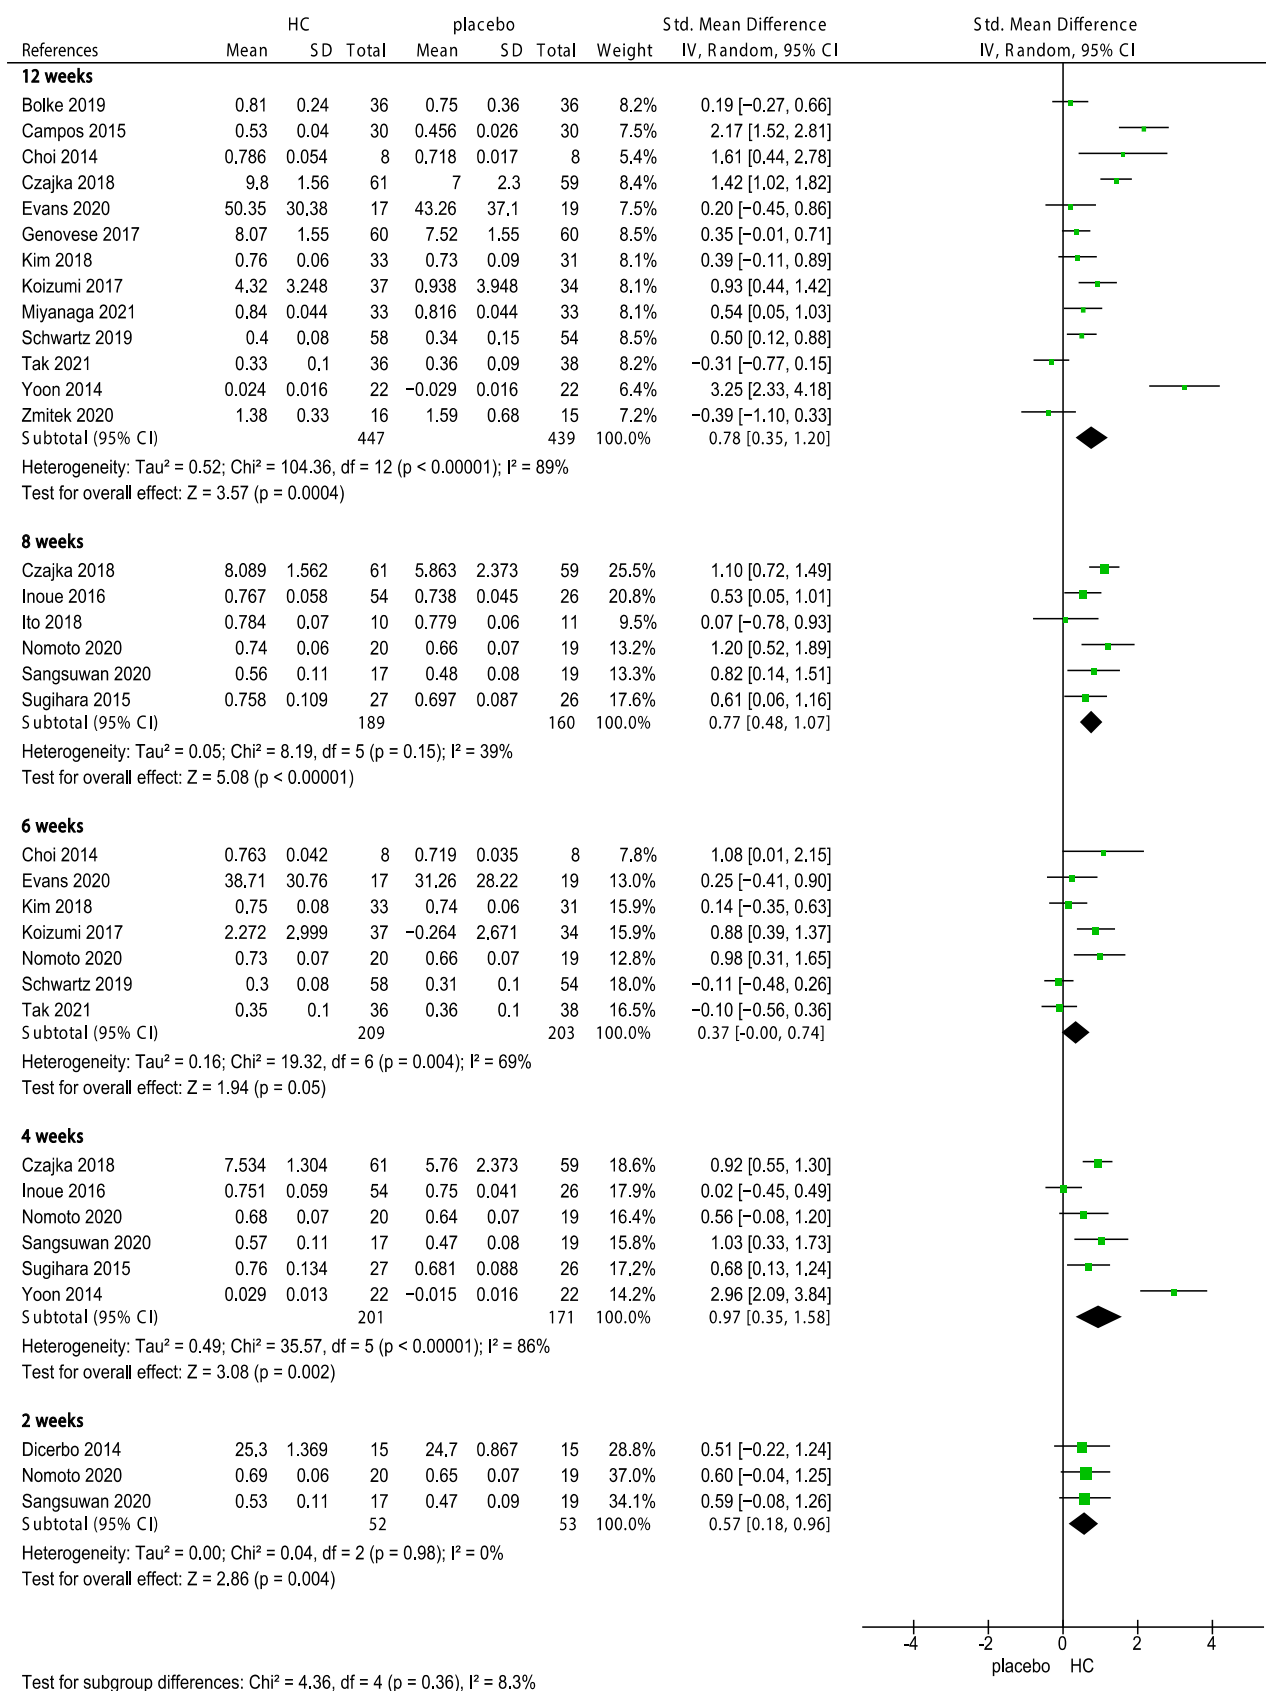 HC placebo Std. Mean Difference Std. Mean Difference
References Mean SD Total Mean SD Total Weight IV, Random, 95% CI IV, Random, 95% CI
12 weeks
Bolke 2019 0.81 0.24 36 0.75 0.36 36 8.2% 0.19 [−0.27, 0.66]
Campos 2015 0.53 0.04 30 0.456 0.026 30 7.5% 2.17 [1.52, 2.81]
Choi 2014 0.786 0.054 8 0.718 0.017 8 5.4% 1.61 [0.44, 2.78]
Czajka 2018 9.8 1.56 61 7 2.3 59 8.4% 1.42 [1.02, 1.82]
Evans 2020 50.35 30.38 17 43.26 37.1 19 7.5% 0.20 [−0.45, 0.86]
Genovese 2017 8.07 1.55 60 7.52 1.55 60 8.5% 0.35 [−0.01, 0.71]
Kim 2018 0.76 0.06 33 0.73 0.09 31 8.1% 0.39 [−0.11, 0.89]
Koizumi 2017 4.32 3.248 37 0.938 3.948 34 8.1% 0.93 [0.44, 1.42]
Miyanaga 2021 0.84 0.044 33 0.816 0.044 33 8.1% 0.54 [0.05, 1.03]
Schwartz 2019 0.4 0.08 58 0.34 0.15 54 8.4% 0.50 [0.12, 0.88]
Tak 2021 0.33 0.1 36 0.36 0.09 38 8.2% −0.31 [−0.77, 0.15]
Yoon 2014 0.024 0.016 22 −0.029 0.016 22 6.4% 3.25 [2.33, 4.18]
Zmitek 2020 1.38 0.33 16 1.59 0.68 15 7.2% −0.39 [−1.10, 0.33]
Subtotal (95% CI) 447 439 100.0% 0.78 [0.35, 1.20]
Heterogeneity: Tau² = 0.52; Chi² = 104.36, df = 12 (p < 0.00001); I² = 89%
Test for overall effect: Z = 3.57 (p = 0.0004)
8 weeks
Czajka 2018 8.089 1.562 61 5.863 2.373 59 25.5% 1.10 [0.72, 1.49]
Inoue 2016 0.767 0.058 54 0.738 0.045 26 20.8% 0.53 [0.05, 1.01]
Ito 2018 0.784 0.07 10 0.779 0.06 11 9.5% 0.07 [−0.78, 0.93]
Nomoto 2020 0.74 0.06 20 0.66 0.07 19 13.2% 1.20 [0.52, 1.89]
Sangsuwan 2020 0.56 0.11 17 0.48 0.08 19 13.3% 0.82 [0.14, 1.51]
Sugihara 2015 0.758 0.109 27 0.697 0.087 26 17.6% 0.61 [0.06, 1.16]
Subtotal (95% CI) 189 160 100.0% 0.77 [0.48, 1.07]
Heterogeneity: Tau² = 0.05; Chi² = 8.19, df = 5 (p = 0.15); I² = 39%
Test for overall effect: Z = 5.08 (p < 0.00001)
6 weeks
Choi 2014 0.763 0.042 8 0.719 0.035 8 7.8% 1.08 [0.01, 2.15]
Evans 2020 38.71 30.76 17 31.26 28.22 19 13.0% 0.25 [−0.41, 0.90]
Kim 2018 0.75 0.08 33 0.74 0.06 31 15.9% 0.14 [−0.35, 0.63]
Koizumi 2017 2.272 2.999 37 −0.264 2.671 34 15.9% 0.88 [0.39, 1.37]
Nomoto 2020 0.73 0.07 20 0.66 0.07 19 12.8% 0.98 [0.31, 1.65]
Schwartz 2019 0.3 0.08 58 0.31 0.1 54 18.0% −0.11 [−0.48, 0.26]
Tak 2021 0.35 0.1 36 0.36 0.1 38 16.5% −0.10 [−0.56, 0.36]
Subtotal (95% CI) 209 203 100.0% 0.37 [-0.00, 0.74]
Heterogeneity: Tau² = 0.16; Chi² = 19.32, df = 6 (p = 0.004); I² = 69%
Test for overall effect: Z = 1.94 (p = 0.05)
4 weeks
Czajka 2018 7.534 1.304 61 5.76 2.373 59 18.6% 0.92 [0.55, 1.30]
Inoue 2016 0.751 0.059 54 0.75 0.041 26 17.9% 0.02 [−0.45, 0.49]
Nomoto 2020 0.68 0.07 20 0.64 0.07 19 16.4% 0.56 [−0.08, 1.20]
Sangsuwan 2020 0.57 0.11 17 0.47 0.08 19 15.8% 1.03 [0.33, 1.73]
Sugihara 2015 0.76 0.134 27 0.681 0.088 26 17.2% 0.68 [0.13, 1.24]
Yoon 2014 0.029 0.013 22 −0.015 0.016 22 14.2% 2.96 [2.09, 3.84]
Subtotal (95% CI) 201 171 100.0% 0.97 [0.35, 1.58]
Heterogeneity: Tau² = 0.49; Chi² = 35.57, df = 5 (p < 0.00001); I² = 86%
Test for overall effect: Z = 3.08 (p = 0.002)
2 weeks
Dicerbo 2014 25.3 1.369 15 24.7 0.867 15 28.8% 0.51 [−0.22, 1.24]
Nomoto 2020 0.69 0.06 20 0.65 0.07 19 37.0% 0.60 [−0.04, 1.25]
Sangsuwan 2020 0.53 0.11 17 0.47 0.09 19 34.1% 0.59 [−0.08, 1.26]
Subtotal (95% CI) 52 53 100.0% 0.57 [0.18, 0.96]
Heterogeneity: Tau² = 0.00; Chi² = 0.04, df = 2 (p = 0.98); I² = 0%
Test for overall effect: Z = 2.86 (p = 0.004)
-4 -2 0 2 4
placebo HC
Test for subgroup differences: Chi² = 4.36, df = 4 (p = 0.36), I² = 8.3%